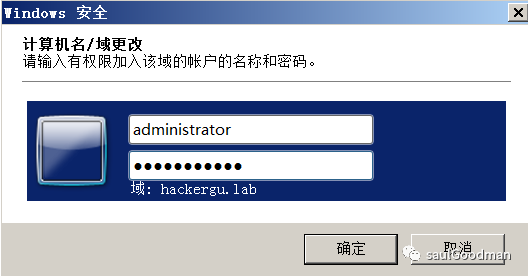 Windows 安全
计算机名/域更改
请输入有权限加入该域的帐户的名称和密码。
administrator
●●●●●●●●●●●
域: hackergu.lab
确定
取消
saulGoodman